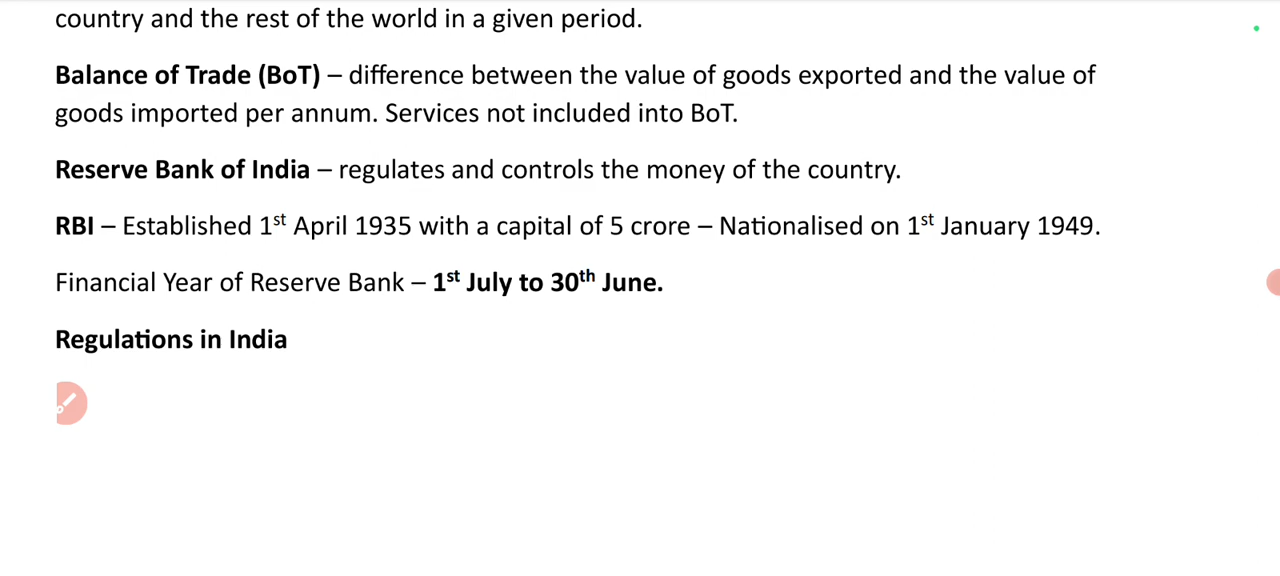 country and the rest of the world in a given period.
Balance of Trade (BoT) – difference between the value of goods exported and the value of
goods imported per annum. Services not included into BoT.
Reserve Bank of India – regulates and controls the money of the country.
RBI – Established 1st April 1935 with a capital of 5 crore – Nationalised on 1st January 1949.
Financial Year of Reserve Bank – 1st July to 30th June.
Regulations in India